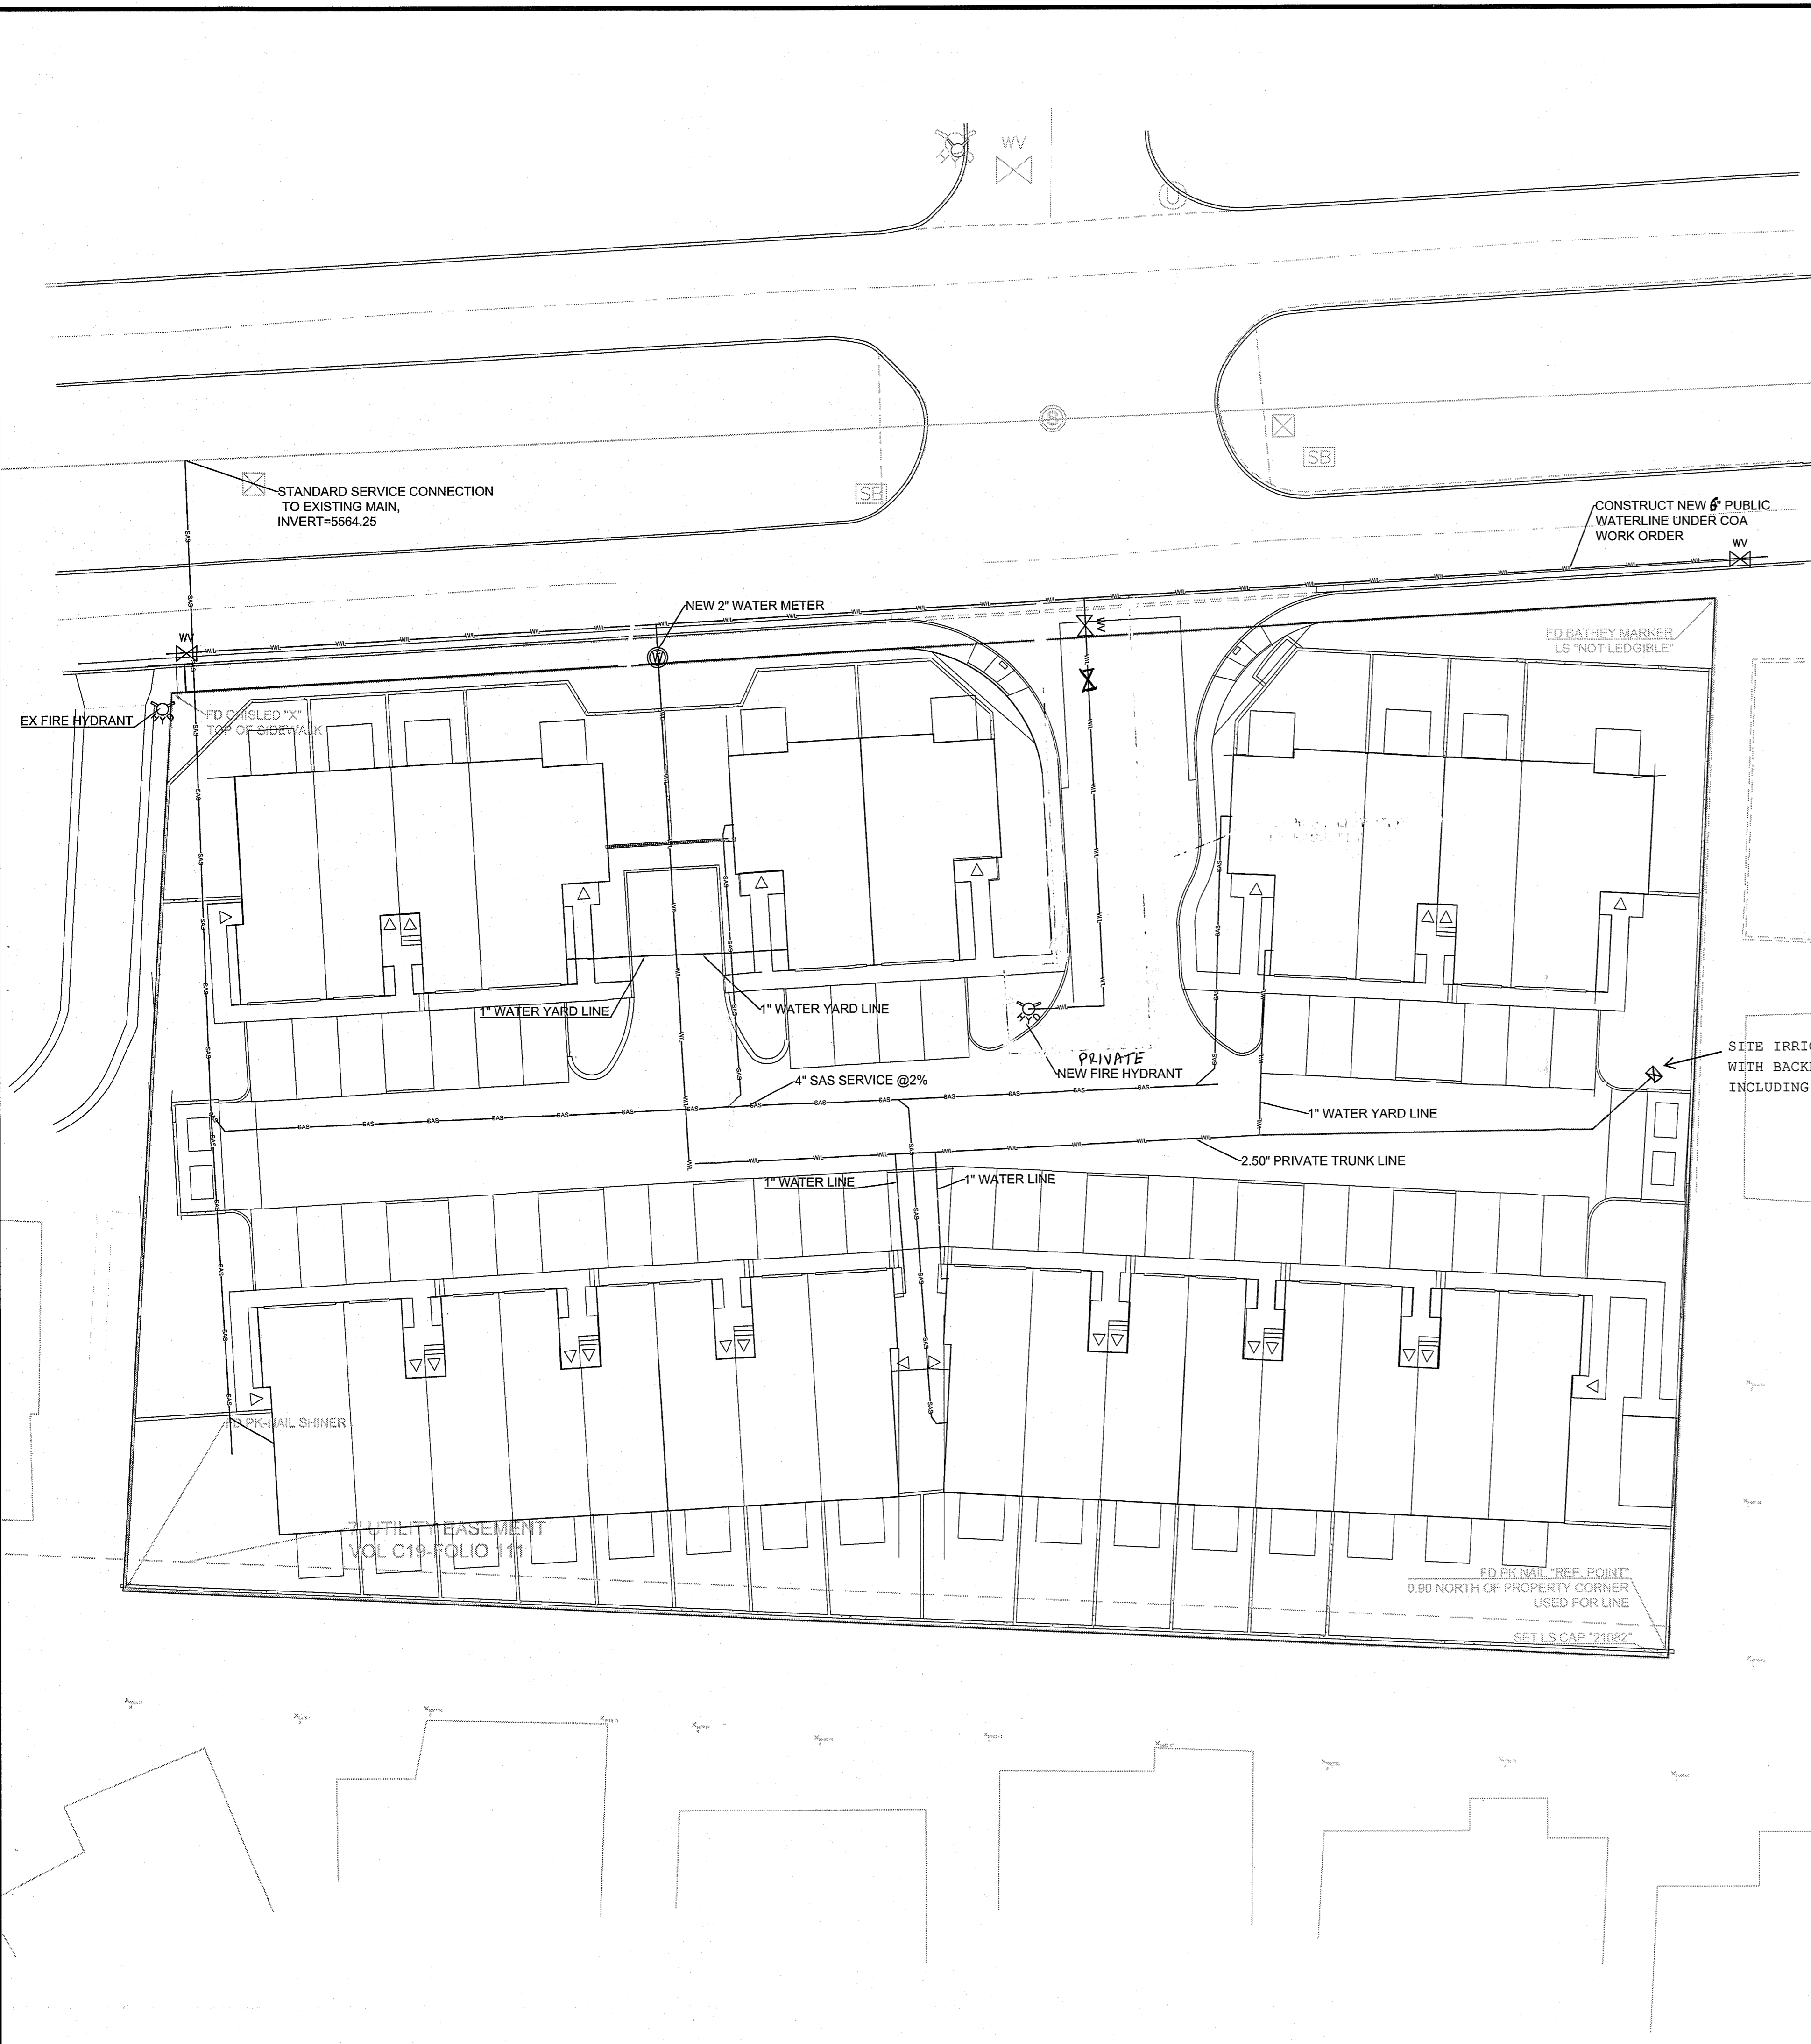 WV
HYD
U
S
SB
SB
STANDARD SERVICE CONNECTION
TO EXISTING MAIN,
INVERT=5564.25
CONSTRUCT NEW 6" PUBLIC
WATERLINE UNDER COA
WORK ORDER
WV
NEW 2" WATER METER
WV
WV
FD BATHEY MARKER
LS "NOT LEDGIBLE"
EX FIRE HYDRANT
HYD
FD CHISLED "X"
TOP OF SIDEWALK
1" WATER YARD LINE
1" WATER YARD LINE
HYD
PRIVATE
NEW FIRE HYDRANT
SITE IRRI
WITH BACK
INCLUDING
4" SAS SERVICE @2%
1" WATER YARD LINE
2.50" PRIVATE TRUNK LINE
1" WATER LINE
1" WATER LINE
FD PK-NAIL SHINER
7' UTILITY EASEMENT
VOL C19-FOLIO 111
FD PK NAIL "REF. POINT"
0.90 NORTH OF PROPERTY CORNER
USED FOR LINE
SET LS CAP "21082"